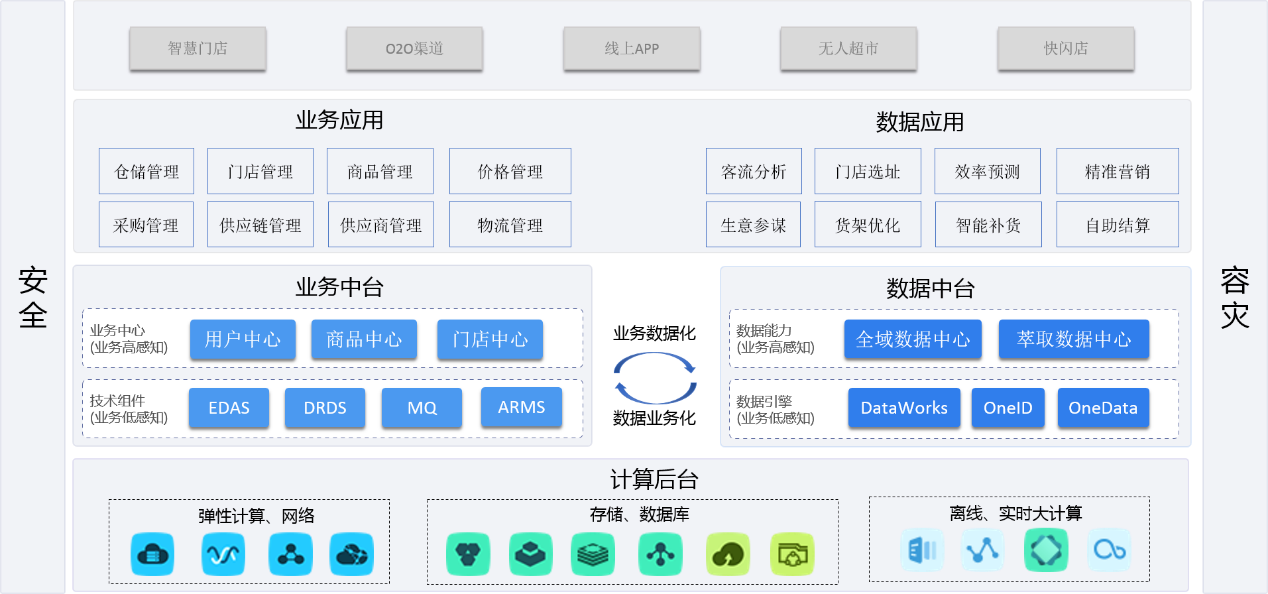 智慧门店
O2O渠道
线上APP
无人超市
快闪店
业务应用
仓储管理
门店管理
商品管理
价格管理
采购管理
供应链管理
供应商管理
物流管理
数据应用
客流分析
门店选址
效率预测
精准营销
生意参谋
货架优化
智能补货
自助结算
安
全
容
灾
业务中台
业务中心
(业务高感知)
用户中心
商品中心
门店中心
技术组件
(业务低感知)
EDAS
DRDS
MQ
ARMS
业务数据化
数据业务化
数据中台
数据能力
(业务高感知)
全域数据中心
萃取数据中心
数据引擎
(业务低感知)
DataWorks
OneID
OneData
计算后台
弹性计算、网络
存储、数据库
离线、实时大计算